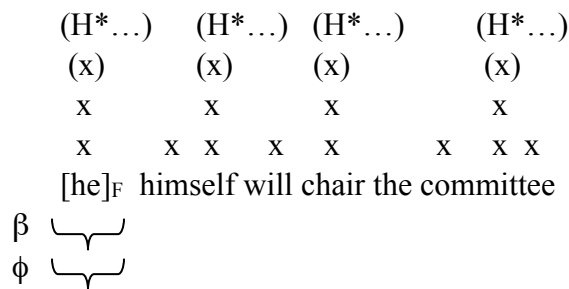 (H*…) (H*…) (H*…) (H*…)
(x) (x) (x) (x)
x x x x
x x x x x x x x
[he]F himself will chair the committee
β
ϕ